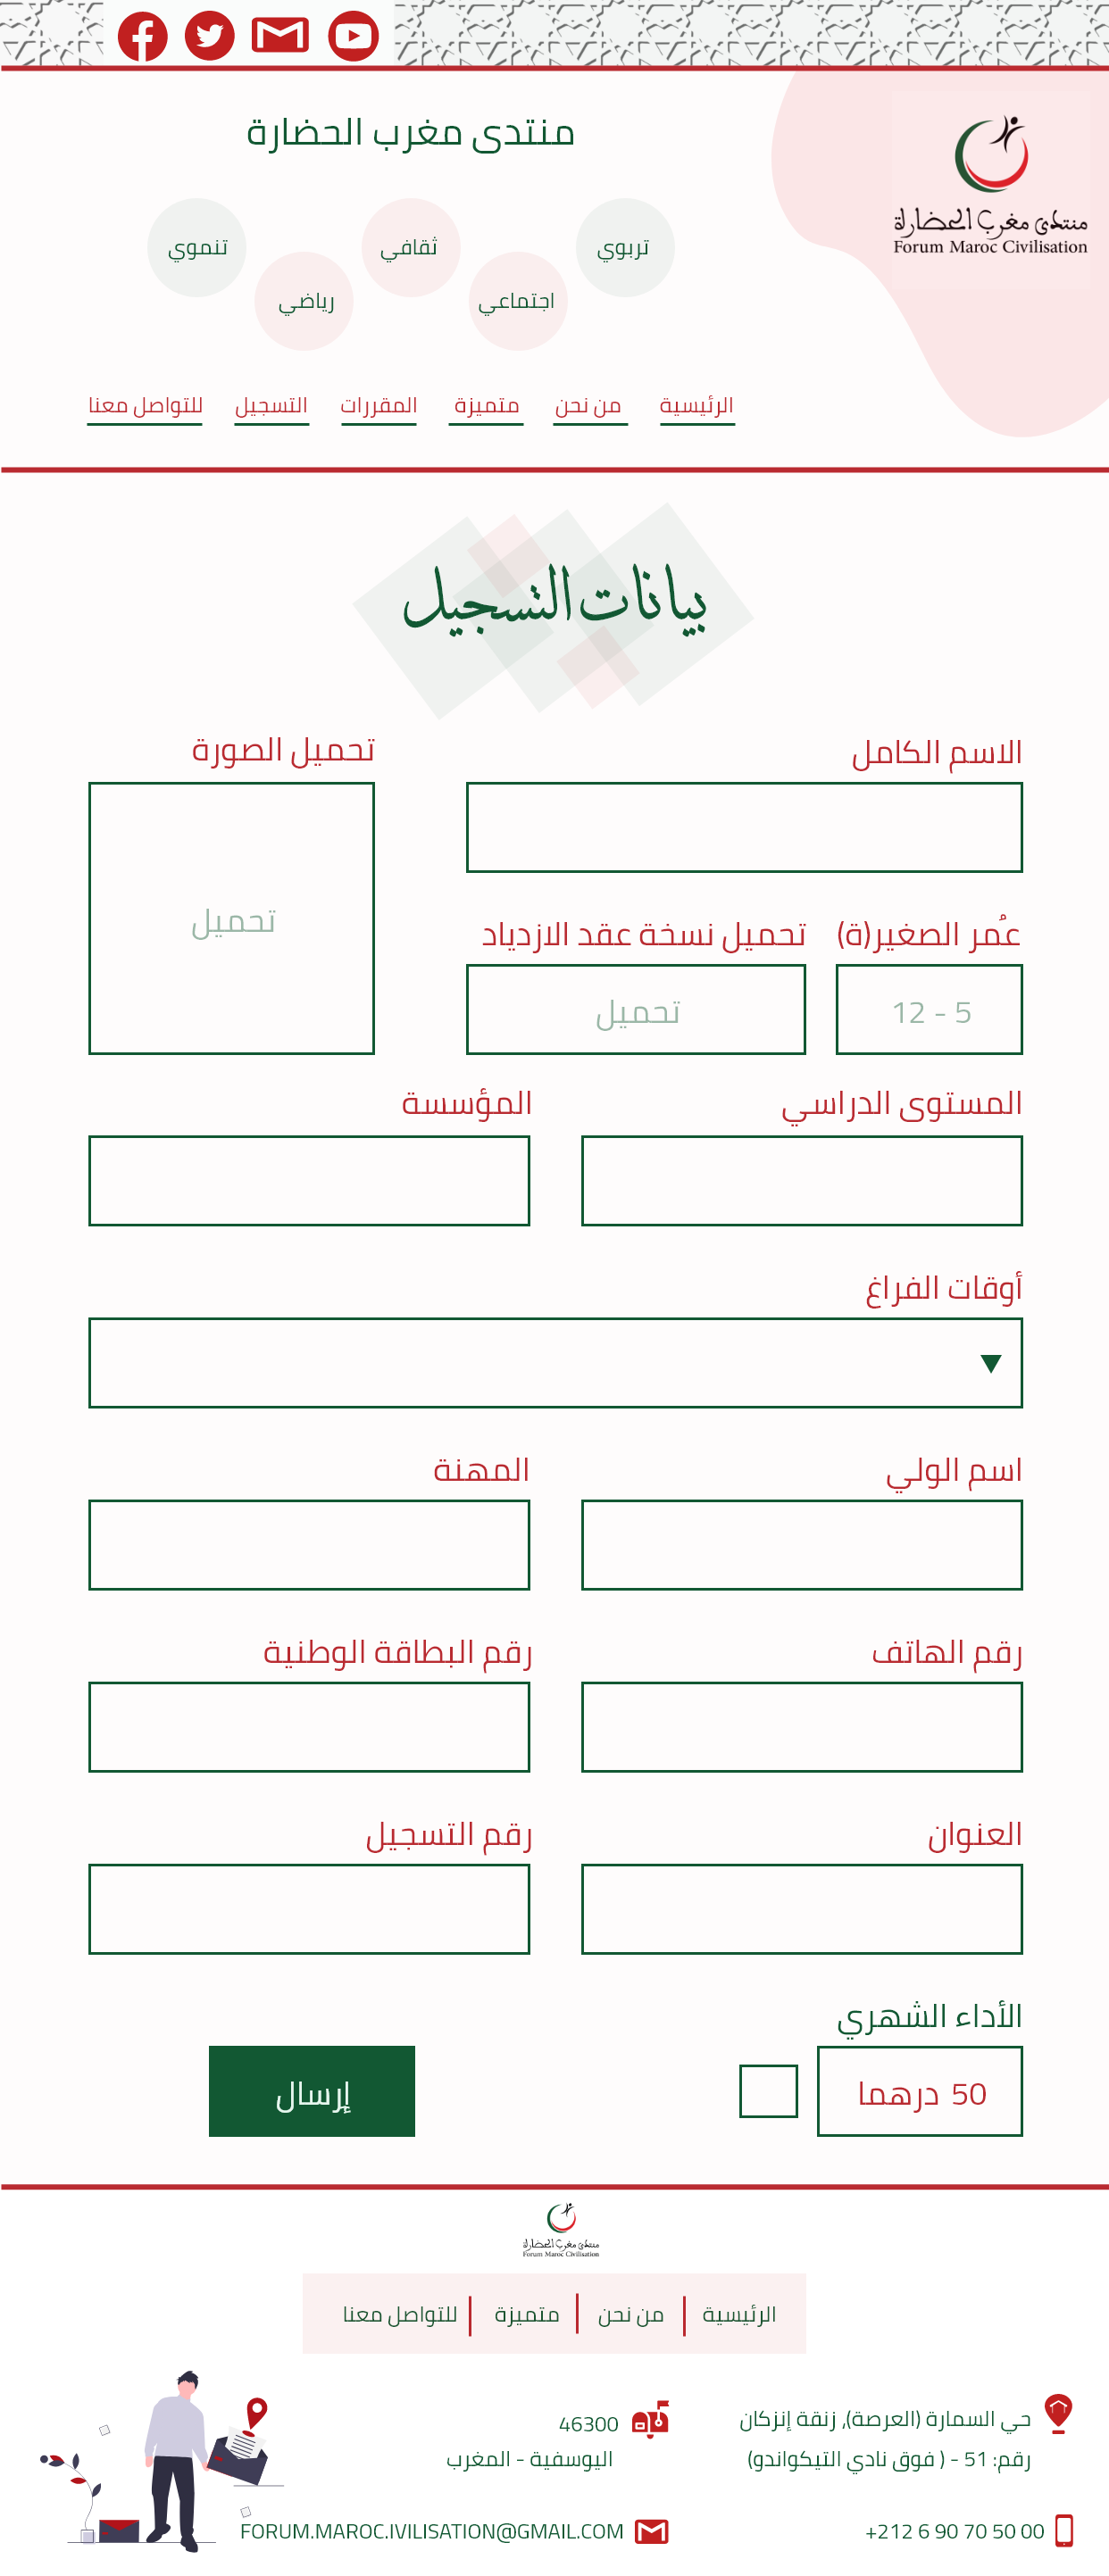 منتدى مغرب الحضارة
منتدى مغرب الحضارة
Forum Maroc Civilisation
تربوي
اجتماعي
ثقافي
رياضي
تنموي
الرئيسية
من نحن
متميزة
المقررات
التسجيل
للتواصل معنا
بيانات التسجيل
الاسم الكامل
تحميل الصورة
تحميل
عُمر الصغير(ة)
تحميل نسخة عقد الازدياد
12 - 5
تحميل
المستوى الدراسي
المؤسسة
أوقات الفراغ
اسم الولي
المهنة
رقم الهاتف
رقم البطاقة الوطنية
العنوان
رقم التسجيل
الأداء الشهري
50 درهما
إرسال
منتدى مغرب الحضارة
Forum Maroc Civilisation
الرئيسية
من نحن
متميزة
للتواصل معنا
حي السمارة (العرصة), زنقة إنزكان
رقم: 51 - ( فوق نادي التيكواندو)
46300
اليوسفية - المغرب
+212 6 90 70 50 00
FORUM.MAROC.IVILISATION@GMAIL.COM